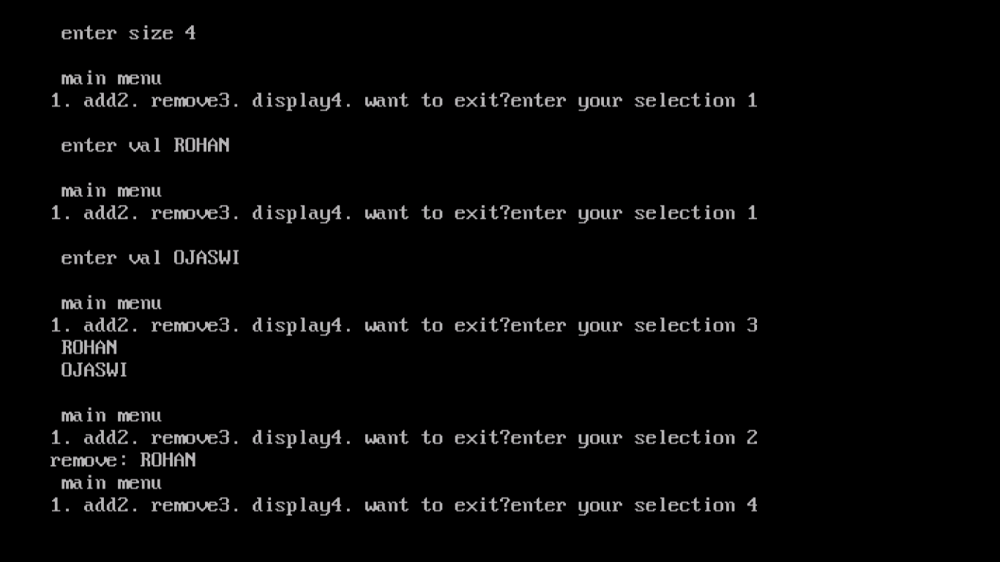 enter size 4
main menu
1. add2. remove3. display4. want to exit?enter your selection 1
enter val ROHAN
main menu
1. add2. remove3. display4. want to exit?enter your selection 1
enter val OJASWI
main menu
1. add2. remove3. display4. want to exit?enter your selection 3
ROHAN
OJASWI
main menu
1. add2. remove3. display4. want to exit?enter your selection 2
remove: ROHAN
main menu
1. add2. remove3. display4. want to exit?enter your selection 4